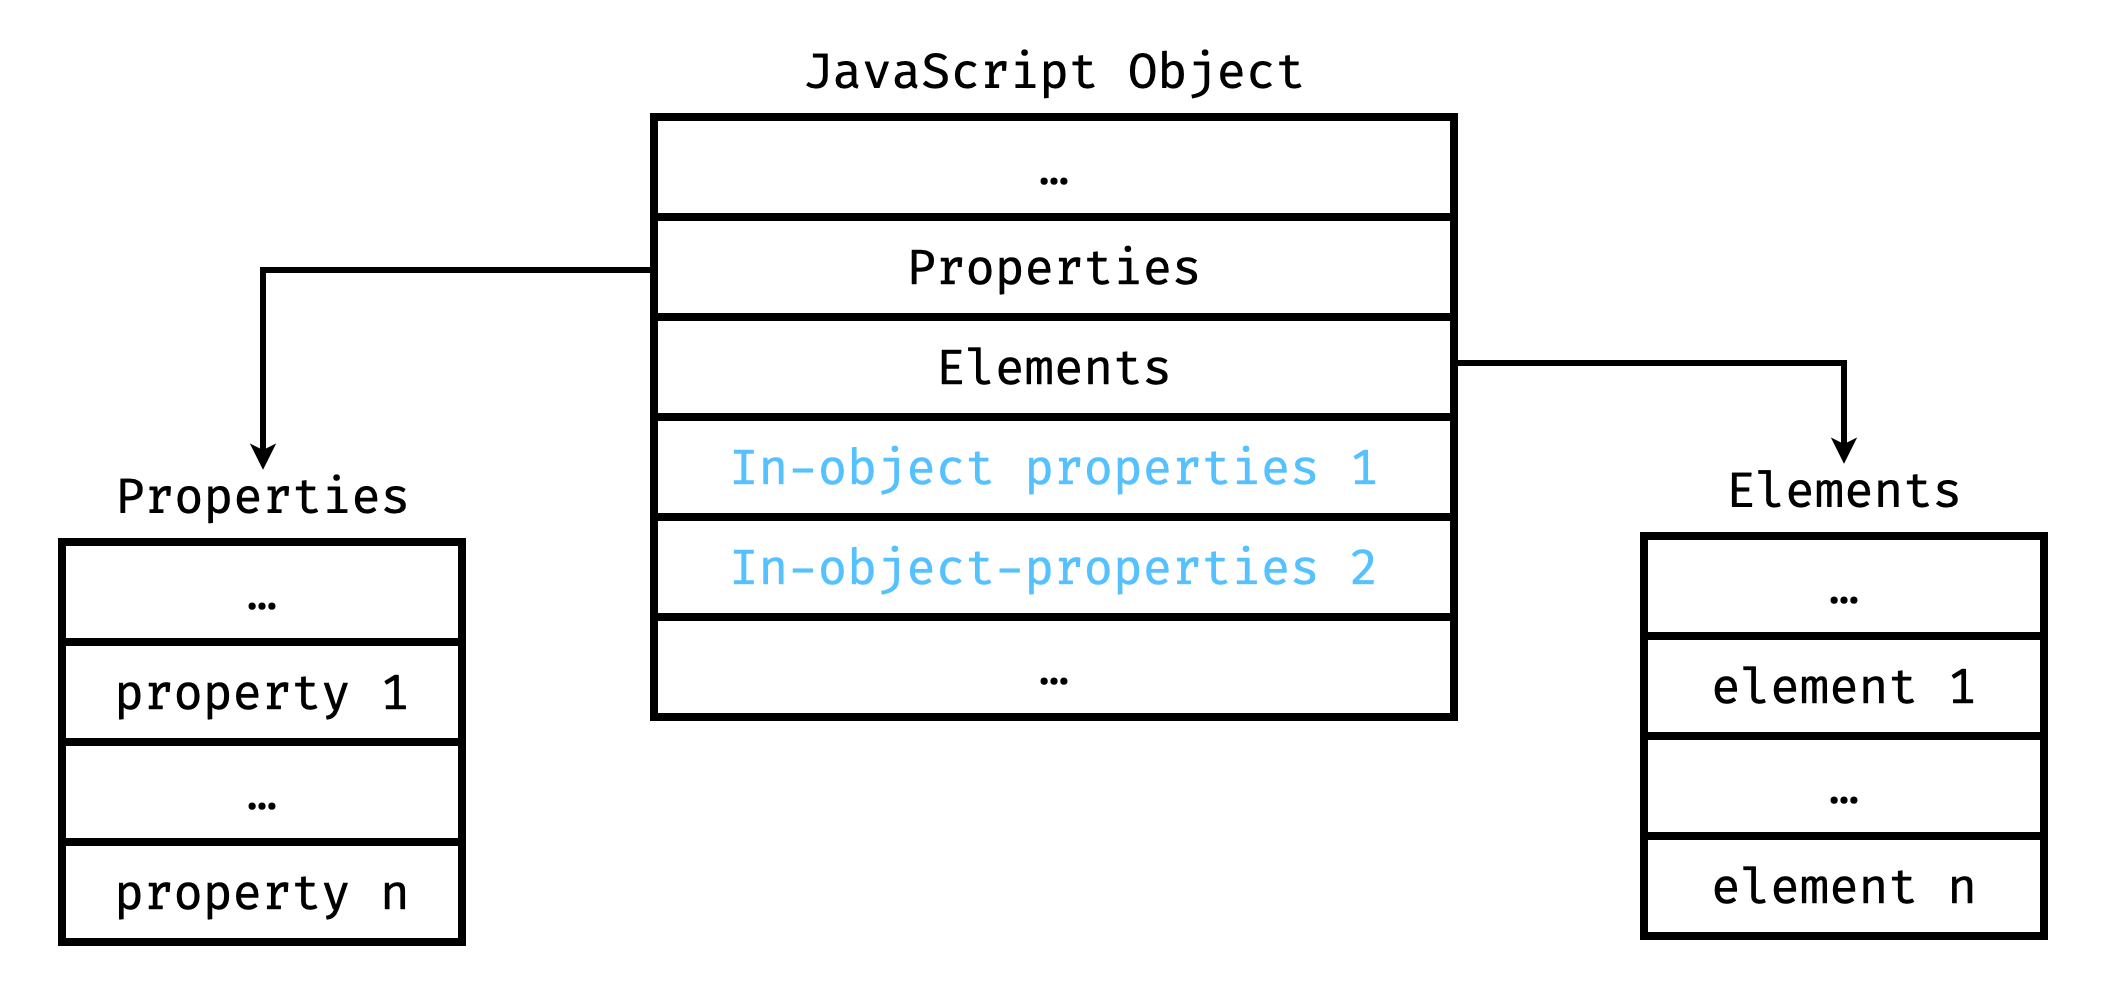 JavaScript Object
…
Properties
Elements
In-object properties 1
In-object-properties 2
…
Properties
…
property 1
…
property n
Elements
…
element 1
…
element n